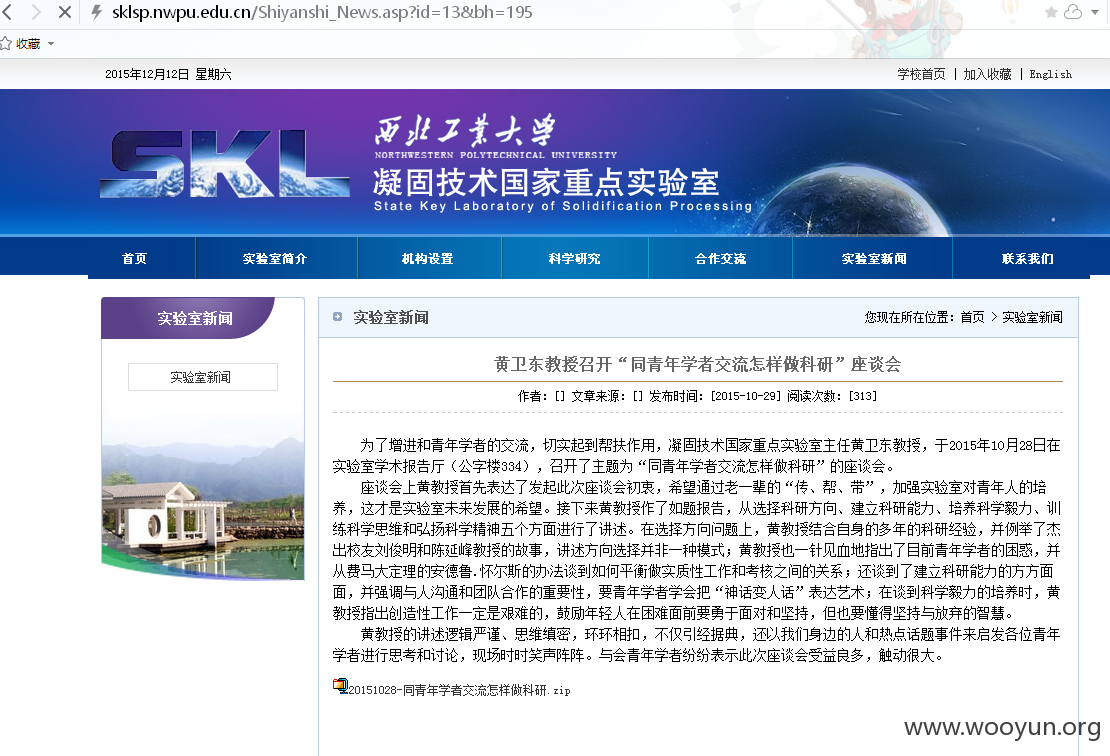 sklsp.nwpu.edu.cn/Shiyanshi_News.asp?id=13&bh=195
收藏
2015年12月12日 星期六
学校首页 | 加入收藏 | English
SKL
西北工业大学
NORTHWESTERN POLYTECHNICAL UNIVERSITY
凝固技术国家重点实验室
State Key Laboratory of Solidification Processing
首页 实验室简介 机构设置 科学研究 合作交流 实验室新闻 联系我们
实验室新闻
实验室新闻
实验室新闻 您现在所在位置：首页 > 实验室新闻
黄卫东教授召开“同青年学者交流怎样做科研”座谈会
作者：[] 文章来源：[] 发布时间：[2015-10-29] 阅读次数：[313]
为了增进和青年学者的交流，切实起到帮扶作用，凝固技术国家重点实验室主任黄卫东教授，于2015年10月28日在
实验室学术报告厅（公字楼334），召开了主题为“同青年学者交流怎样做科研”的座谈会。
座谈会上黄教授首先表达了发起此次座谈会初衷，希望通过老一辈的“传、帮、带”，加强实验室对青年人的培
养，这才是实验室未来发展的希望。接下来黄教授作了如题报告，从选择科研方向、建立科研能力、培养科学毅力、训
练科学思维和弘扬科学精神五个方面进行了讲述。在选择方向问题上，黄教授结合自身的多年的科研经验，并例举了杰
出校友刘俊明和陈延峰教授的故事，讲述方向选择并非一种模式；黄教授也一针见血地指出了目前青年学者的困惑，并
从费马大定理的安德鲁.怀尔斯的办法谈到如何平衡做实质性工作和考核之间的关系；还谈到了建立科研能力的方方面
面，并强调与人沟通和团队合作的重要性，要青年学者学会把“神话变人话”表达艺术；在谈到科学毅力的培养时，黄
教授指出创造性工作一定是艰难的，鼓励年轻人在困难面前要勇于面对和坚持，但也要懂得坚持与放弃的智慧。
黄教授的讲述逻辑严谨、思维缜密，环环相扣，不仅引经据典，还以我们身边的人和热点话题事件来启发各位青年
学者进行思考和讨论，现场时时笑声阵阵。与会青年学者纷纷表示此次座谈会受益良多，触动很大。
20151028-同青年学者交流怎样做科研.zip
www.wooyun.org